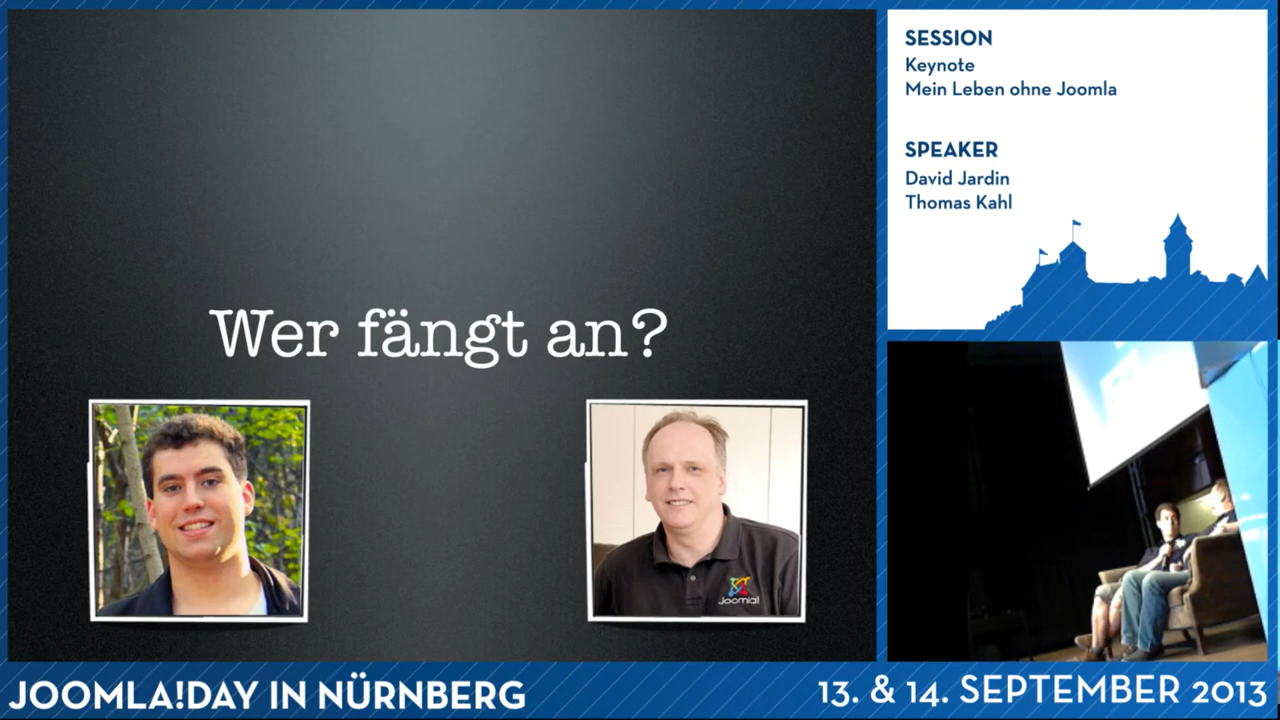 Wer fängt an?
Joomla!
SESSION
Keynote
Mein Leben ohne Joomla
SPEAKER
David Jardin
Thomas Kahl
JOOMLA!DAY IN NÜRNBERG
13. & 14. SEPTEMBER 2013